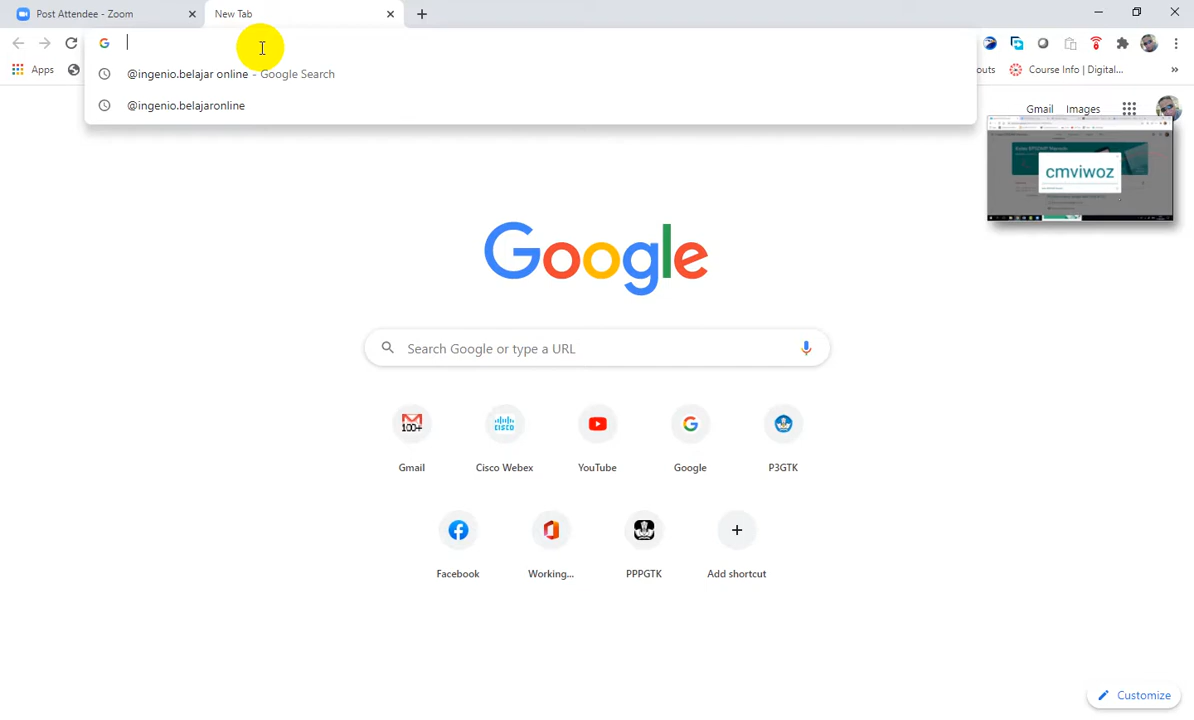 Post Attendee - Zoom
New Tab
@ingenio.belajar online - Google Search
@ingenio.belajaronline
Apps
outs
Course Info | Digital...
Gmail
Images
cmviwoz
Google
Search Google or type a URL
100+
CISCO
Gmail
Cisco Webex
YouTube
Google
P3GTK
Facebook
Working...
PPPGTK
Add shortcut
Customize